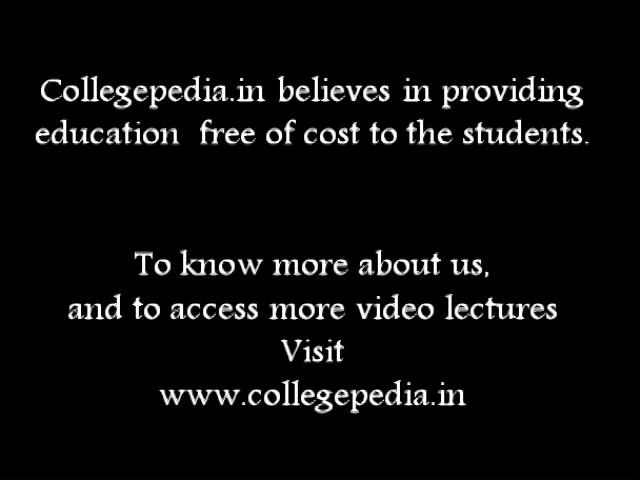 Collegepedia.in believes in providing
education  free of cost to the students.
To know more about us,
and to access more video lectures
Visit
www.collegepedia.in